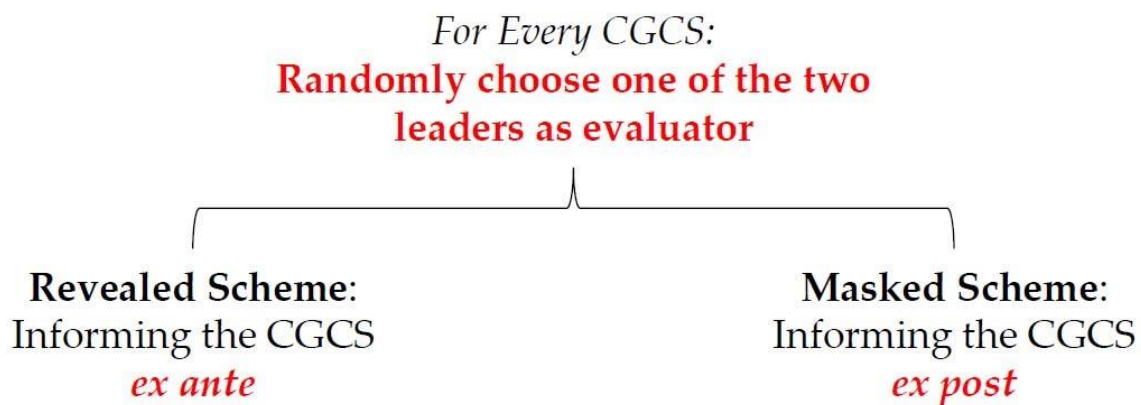 For Every CGCS:
Randomly choose one of the two
leaders as evaluator
Revealed Scheme:
Informing the CGCS
ex ante
Masked Scheme:
Informing the CGCS
ex post